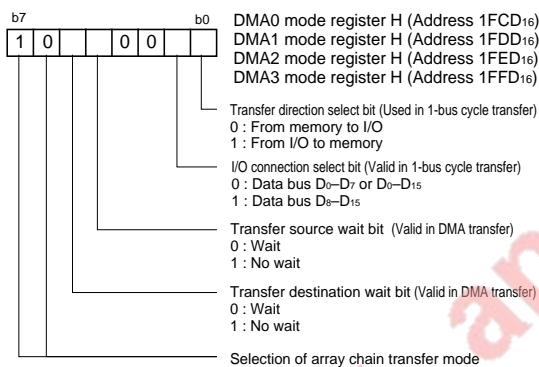 b7 b0
1 0 0 0
DMA0 mode register H (Address 1FCD16)
DMA1 mode register H (Address 1FDD16)
DMA2 mode register H (Address 1FED16)
DMA3 mode register H (Address 1FFD16)
Transfer direction select bit (Used in 1-bus cycle transfer)
0 : From memory to I/O
1 : From I/O to memory
I/O connection select bit (Valid in 1-bus cycle transfer)
0 : Data bus D0–D7 or D0–D15
1 : Data bus D8–D15
Transfer source wait bit (Valid in DMA transfer)
0 : Wait
1 : No wait
Transfer destination wait bit (Valid in DMA transfer)
0 : Wait
1 : No wait
Selection of array chain transfer mode